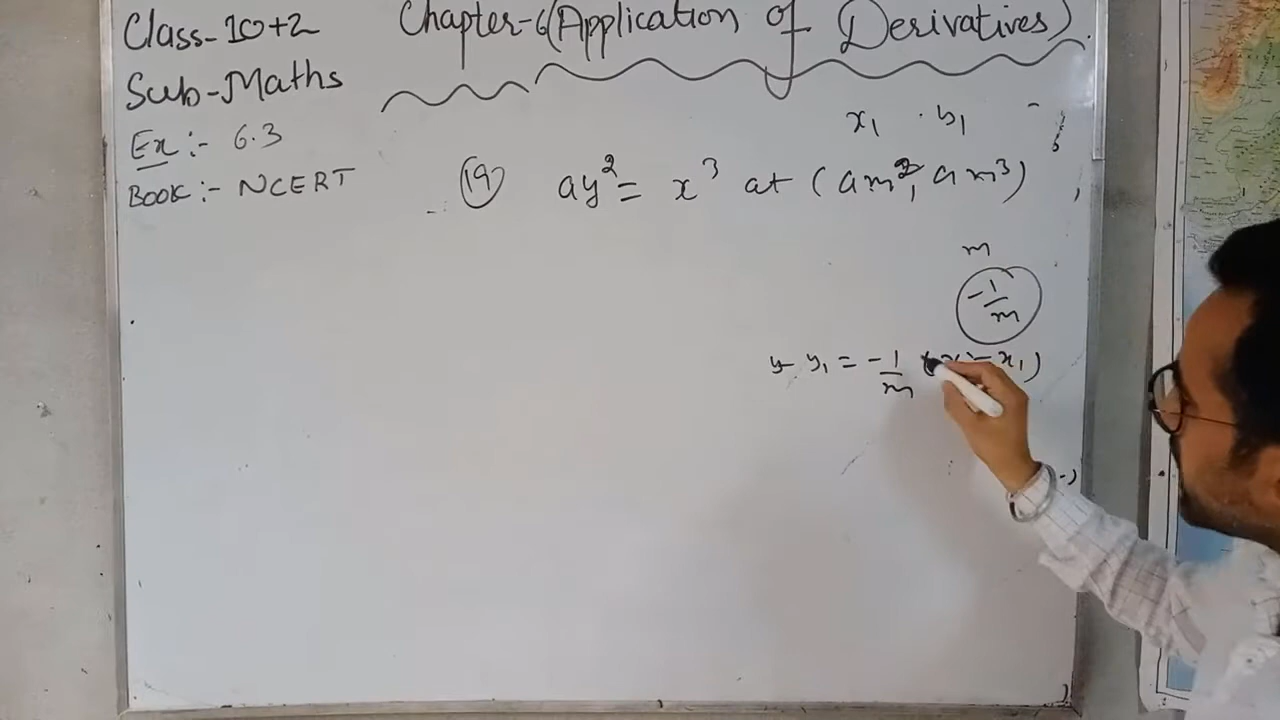 Class-10+2
Chapter-6(Application of Derivatives).
Sub-Maths
Ex:- 6.3
BOOK:- NCERT
x₁ . y₁
(19) ay² = x³ at (am², am³)
m
-1/m
y- y₁ = -1/m (x - x₁)